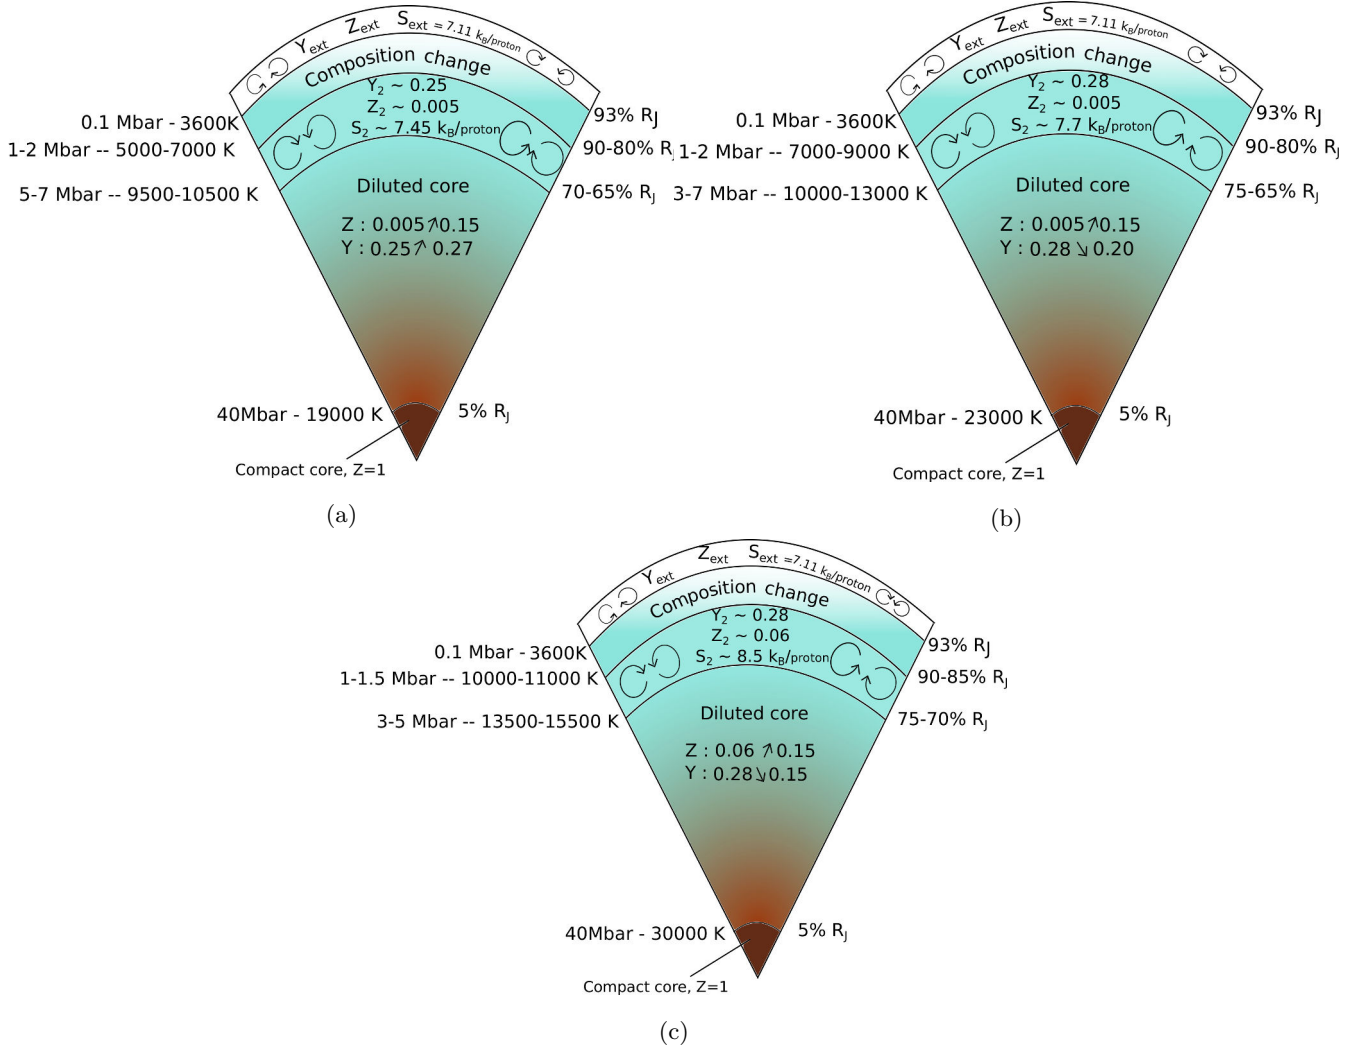 Y_ext Z_ext S_ext = 7.11 k_B/proton
Composition change
Y_2 ~ 0.25
Z_2 ~ 0.005
S_2 ~ 7.45 k_B/proton
0.1 Mbar - 3600K
93% R_J
1-2 Mbar -- 5000-7000 K
90-80% R_J
5-7 Mbar -- 9500-10500 K
70-65% R_J
Diluted core
Z : 0.005↗0.15
Y : 0.25↗ 0.27
40Mbar - 19000 K
5% R_J
Compact core, Z=1
(a)
Y_ext Z_ext S_ext = 7.11 k_B/proton
Composition change
Y_2 ~ 0.28
Z_2 ~ 0.005
S_2 ~ 7.7 k_B/proton
0.1 Mbar - 3600K
93% R_J
1-2 Mbar -- 7000-9000 K
90-80% R_J
3-7 Mbar -- 10000-13000 K
75-65% R_J
Diluted core
Z : 0.005↗0.15
Y : 0.28 ↘ 0.20
40Mbar - 23000 K
5% R_J
Compact core, Z=1
(b)
Y_ext Z_ext S_ext =7.11 k_B/proton
Composition change
Y_2 ~ 0.28
Z_2 ~ 0.06
S_2 ~ 8.5 k_B/proton
0.1 Mbar - 3600K
93% R_J
1-1.5 Mbar -- 10000-11000 K
90-85% R_J
3-5 Mbar -- 13500-15500 K
75-70% R_J
Diluted core
Z : 0.06 ↗0.15
Y : 0.28↘0.15
40Mbar - 30000 K
5% R_J
Compact core, Z=1
(c)